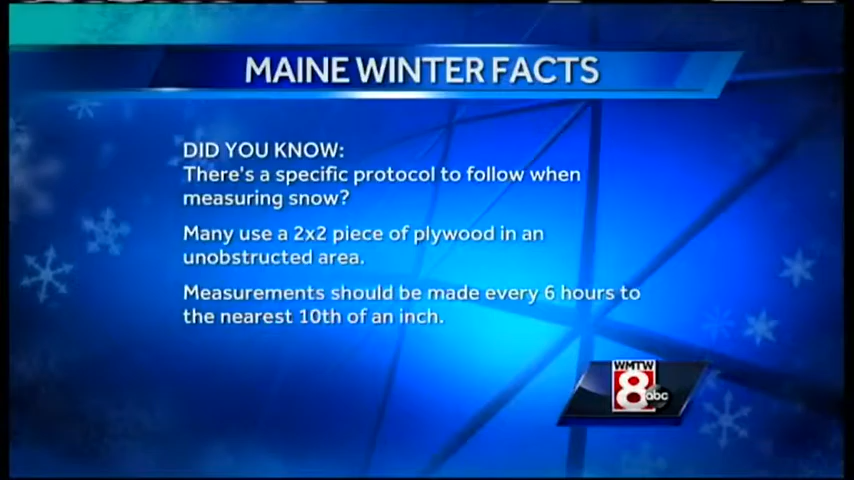 MAINE WINTER FACTS
DID YOU KNOW:
There's a specific protocol to follow when
measuring snow?
Many use a 2x2 piece of plywood in an
unobstructed area.
Measurements should be made every 6 hours to
the nearest 10th of an inch.
WMTW
8
abc